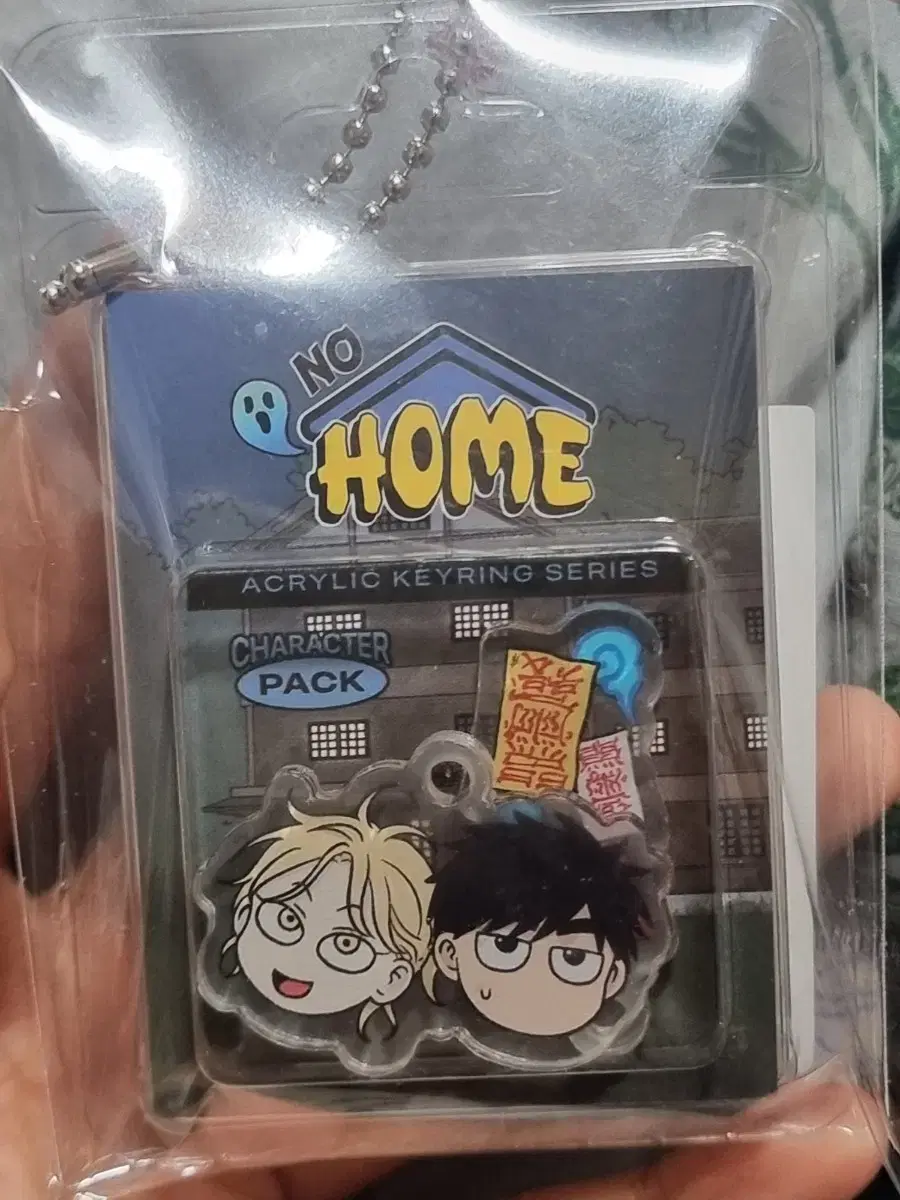 NO
HOME
ACRYLIC KEYRING SERIES
CHARACTER
PACK